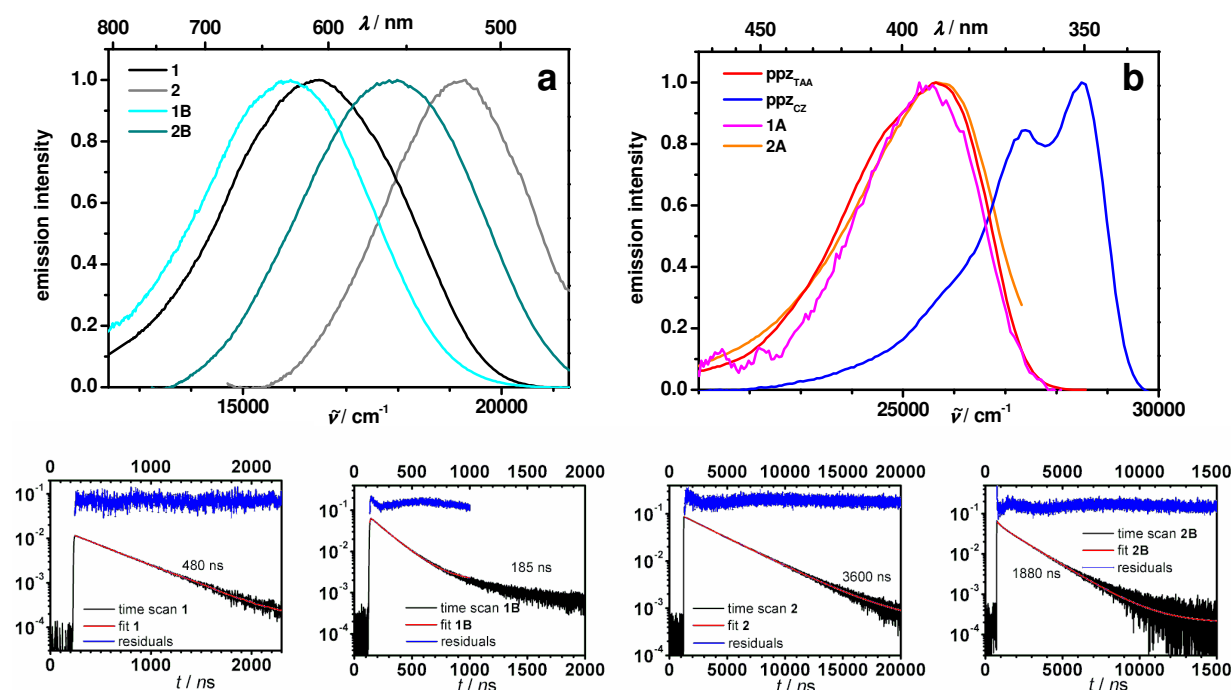 800 700 600 λ / nm 500
1.0
0.8
0.6
0.4
0.2
0.0
emission intensity
1
2
1B
2B
a
15000 20000
ṽ / cm⁻¹
450 400 λ / nm 350
1.0
0.8
0.6
0.4
0.2
0.0
emission intensity
ppzTAA
ppzCZ
1A
2A
b
25000 30000
ṽ / cm⁻¹
0 1000 2000
10⁻¹
10⁻²
10⁻³
10⁻⁴
480 ns
time scan 1
fit 1
residuals
0 1000 2000
t / ns
0 500 1000 1500 2000
10⁻¹
10⁻²
10⁻³
10⁻⁴
185 ns
time scan 1B
fit 1B
residuals
0 500 1000 1500 2000
t / ns
0 5000 10000 15000 20000
10⁻¹
10⁻²
10⁻³
10⁻⁴
3600 ns
time scan 2
fit 2
residuals
0 5000 10000 15000 20000
t / ns
0 5000 10000 1500
10⁻¹
10⁻²
10⁻³
10⁻⁴
time scan 2B
fit 2B
residuals
1880 ns
0 5000 10000 1500
t / ns